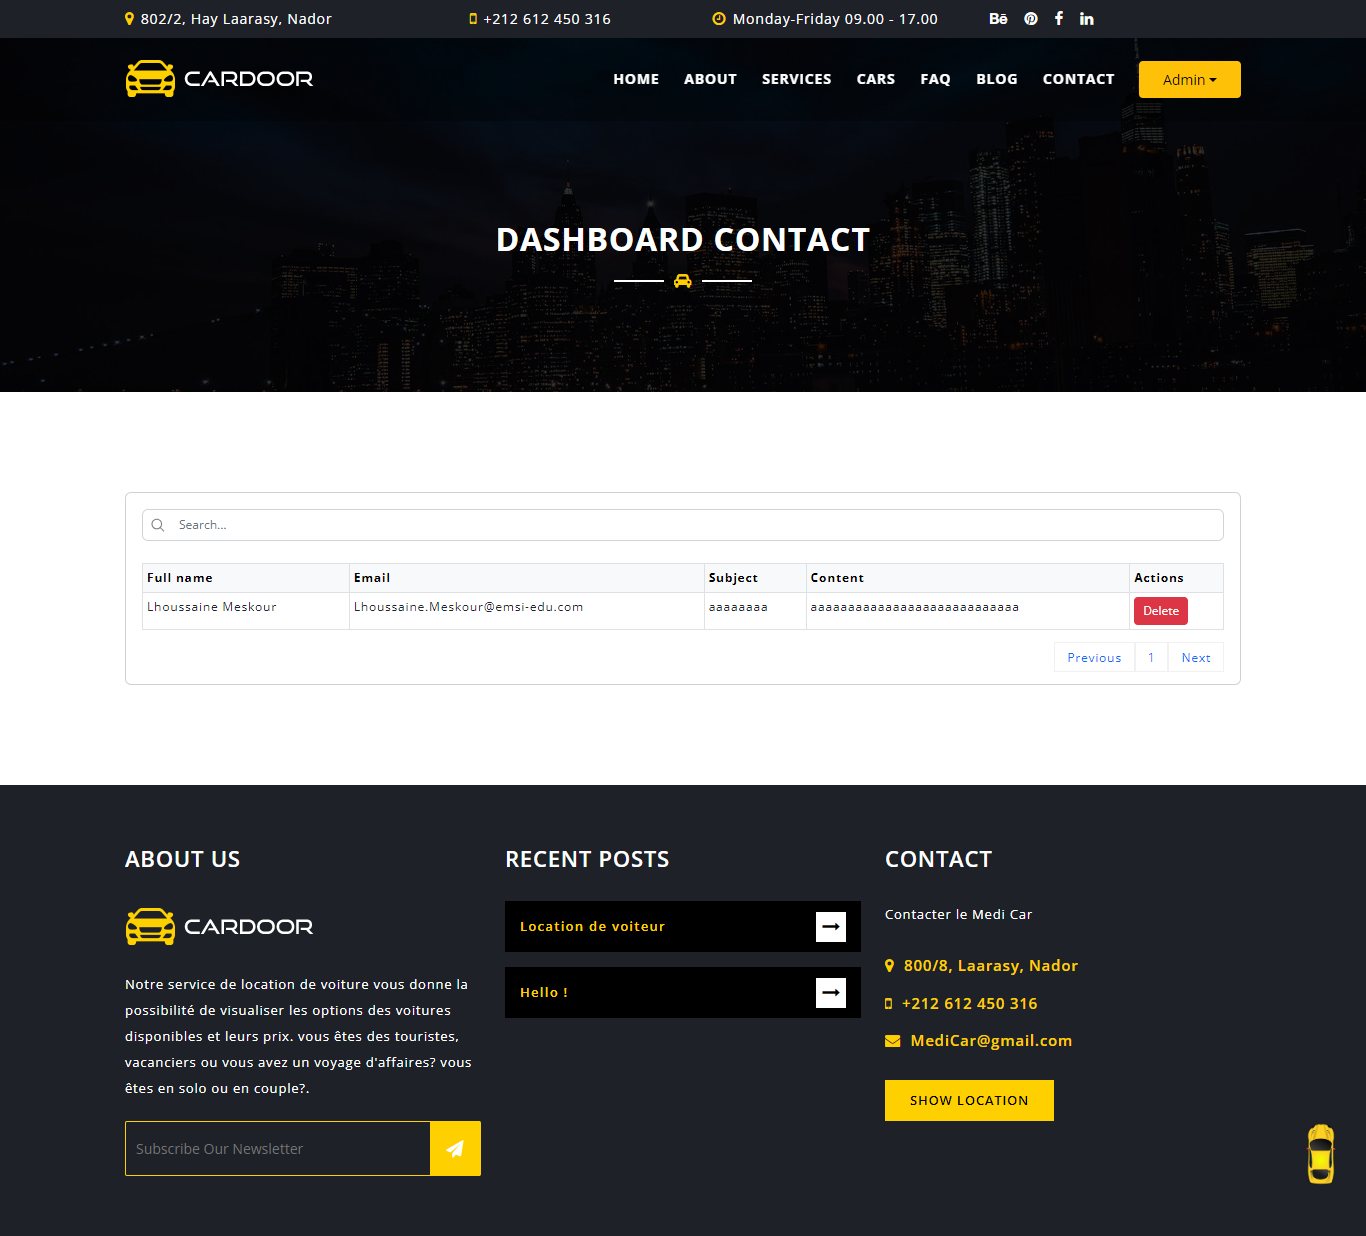 802/2, Hay Laarasy, Nador
+212 612 450 316
Monday-Friday 09.00 - 17.00
CARDOOR
HOME ABOUT SERVICES CARS FAQ BLOG CONTACT
Admin
DASHBOARD CONTACT
Search...
Full name Email Subject Content Actions
Lhoussaine Meskour Lhoussaine.Meskour@emsi-edu.com aaaaaaaa aaaaaaaaaaaaaaaaaaaaaaaaaaaa Delete
Previous 1 Next
ABOUT US
CARDOOR
Notre service de location de voiture vous donne la
possibilité de visualiser les options des voitures
disponibles et leurs prix. vous êtes des touristes,
vacanciers ou vous avez un voyage d'affaires? vous
êtes en solo ou en couple?.
Subscribe Our Newsletter
RECENT POSTS
Location de voiteur
Hello !
CONTACT
Contacter le Medi Car
800/8, Laarasy, Nador
+212 612 450 316
MediCar@gmail.com
SHOW LOCATION